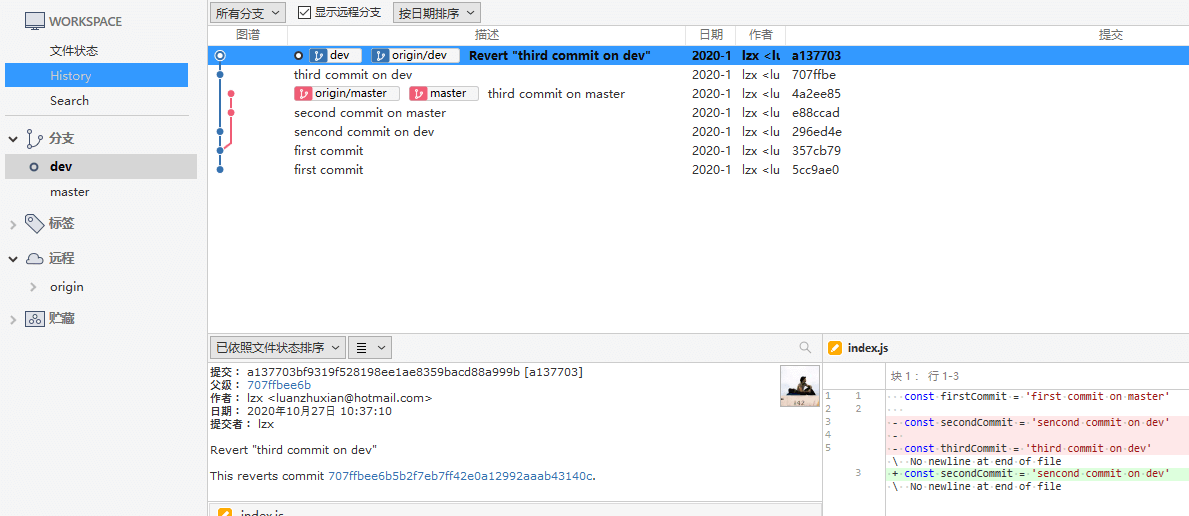 WORKSPACE
文件状态
History
Search
分支
dev
master
标签
远程
origin
贮藏
所有分支 显示远程分支 按日期排序
图谱 描述 日期 作者 提交
dev origin/dev Revert "third commit on dev" 2020-1 lzx <lu a137703
third commit on dev 2020-1 lzx <lu 707ffbe
origin/master master third commit on master 2020-1 lzx <lu 4a2ee85
second commit on master 2020-1 lzx <lu e88ccad
sencond commit on dev 2020-1 lzx <lu 296ed4e
first commit 2020-1 lzx <lu 357cb79
first commit 2020-1 lzx <lu 5cc9ae0
已依照文件状态排序
提交： a137703bf9319f528198ee1ae8359bacd88a999b [a137703]
父级： 707ffbee6b
作者： lzx <luanzhuxian@hotmail.com>
日期： 2020年10月27日 10:37:10
提交者： lzx
Revert "third commit on dev"
This reverts commit 707ffbee6b5b2f7eb7ff42e0a12992aaab43140c.
index.js
index.js
块 1： 行 1-3
1 1 const firstCommit = 'first commit on master'
2 2
3 - const secondCommit = 'sencond commit on dev'
4 -
5 - const thirdCommit = 'third commit on dev'
\ No newline at end of file
3 + const secondCommit = 'sencond commit on dev'
\ No newline at end of file